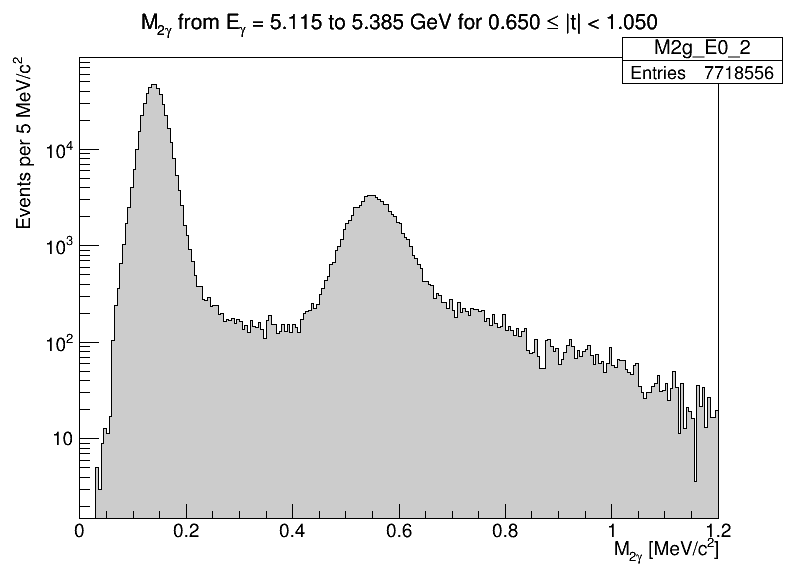 M₂γ from Eγ = 5.115 to 5.385 GeV for 0.650 ≤ |t| < 1.050
M2g_E0_2
Entries 7718556
Events per 5 MeV/c²
10⁴
10³
10²
10
0 0.2 0.4 0.6 0.8 1 1.2
M₂γ [MeV/c²]